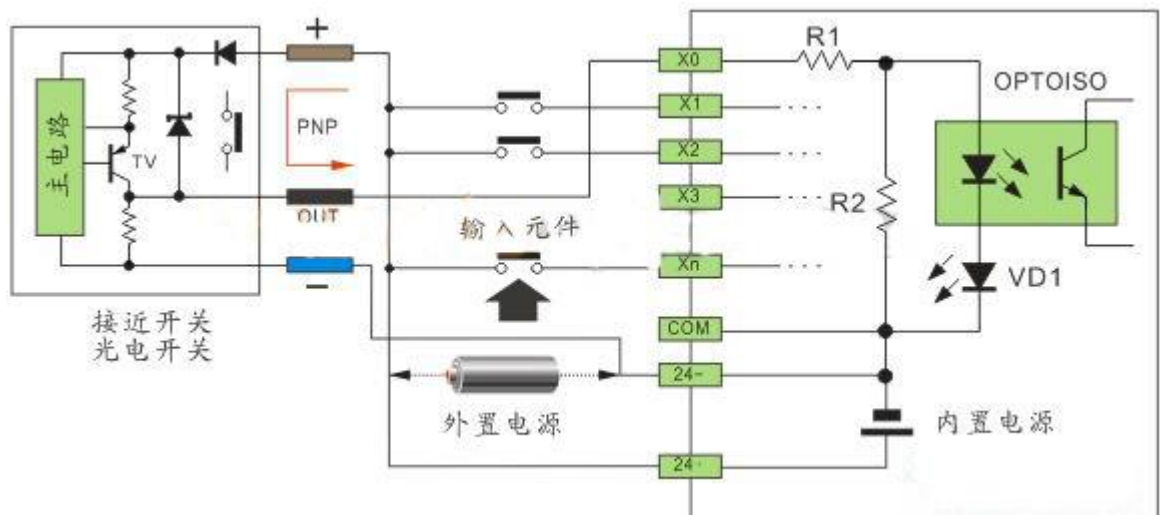 +
主电路
TV
PNP
OUT
−
接近开关
光电开关
输入元件
外置电源
X0
X1
X2
X3
Xn
COM
24-
24+
R1
R2
OPTOISO
VD1
内置电源